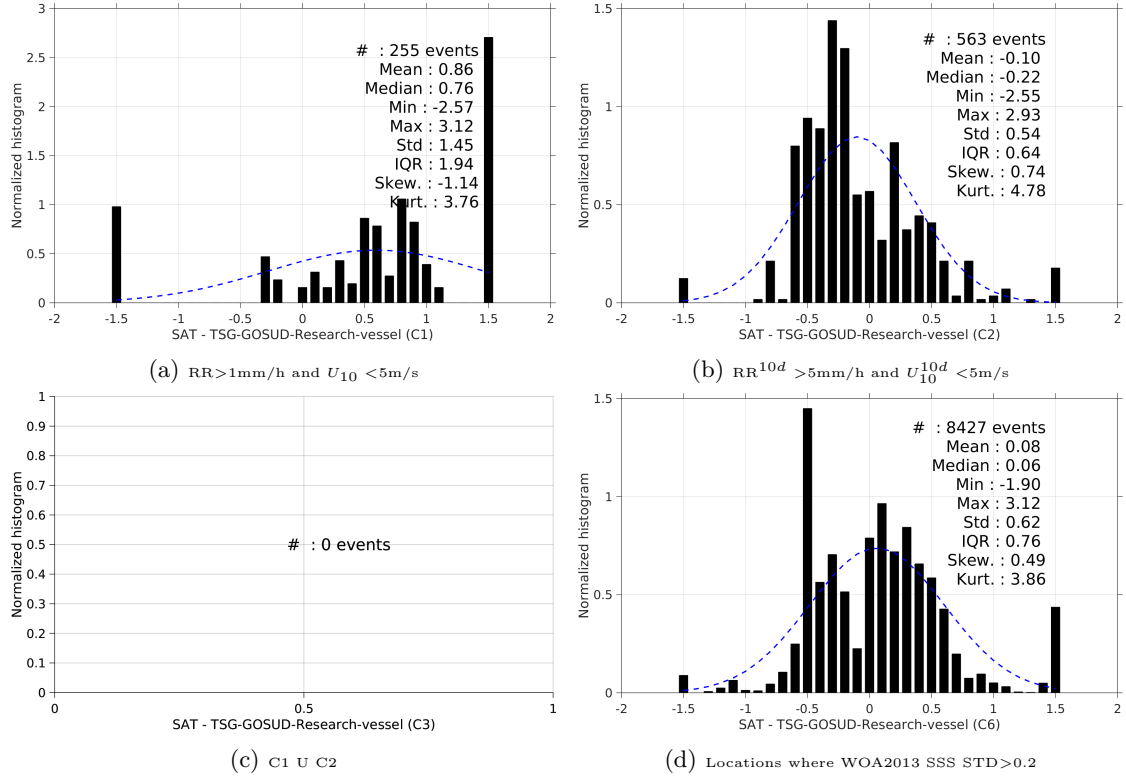 3
2.5
2
1.5
1
0.5
0
-2
-1.5
-1
-0.5
0
0.5
1
1.5
2
Normalized histogram
# : 255 events
Mean : 0.86
Median : 0.76
Min : -2.57
Max : 3.12
Std : 1.45
IQR : 1.94
Skew. : -1.14
Kurt. : 3.76
SAT - TSG-GOSUD-Research-vessel (C1)
(a) RR>1mm/h and U10 <5m/s
1.5
1
0.5
0
-2
-1.5
-1
-0.5
0
0.5
1
1.5
2
Normalized histogram
# : 563 events
Mean : -0.10
Median : -0.22
Min : -2.55
Max : 2.93
Std : 0.54
IQR : 0.64
Skew. : 0.74
Kurt. : 4.78
SAT - TSG-GOSUD-Research-vessel (C2)
(b) RR^10d >5mm/h and U10^10d <5m/s
1
0.9
0.8
0.7
0.6
0.5
0.4
0.3
0.2
0.1
0
0
0.5
1
Normalized histogram
# : 0 events
SAT - TSG-GOSUD-Research-vessel (C3)
(c) C1 U C2
1.5
1
0.5
0
-2
-1.5
-1
-0.5
0
0.5
1
1.5
2
Normalized histogram
# : 8427 events
Mean : 0.08
Median : 0.06
Min : -1.90
Max : 3.12
Std : 0.62
IQR : 0.76
Skew. : 0.49
Kurt. : 3.86
SAT - TSG-GOSUD-Research-vessel (C6)
(d) Locations where WOA2013 SSS STD>0.2